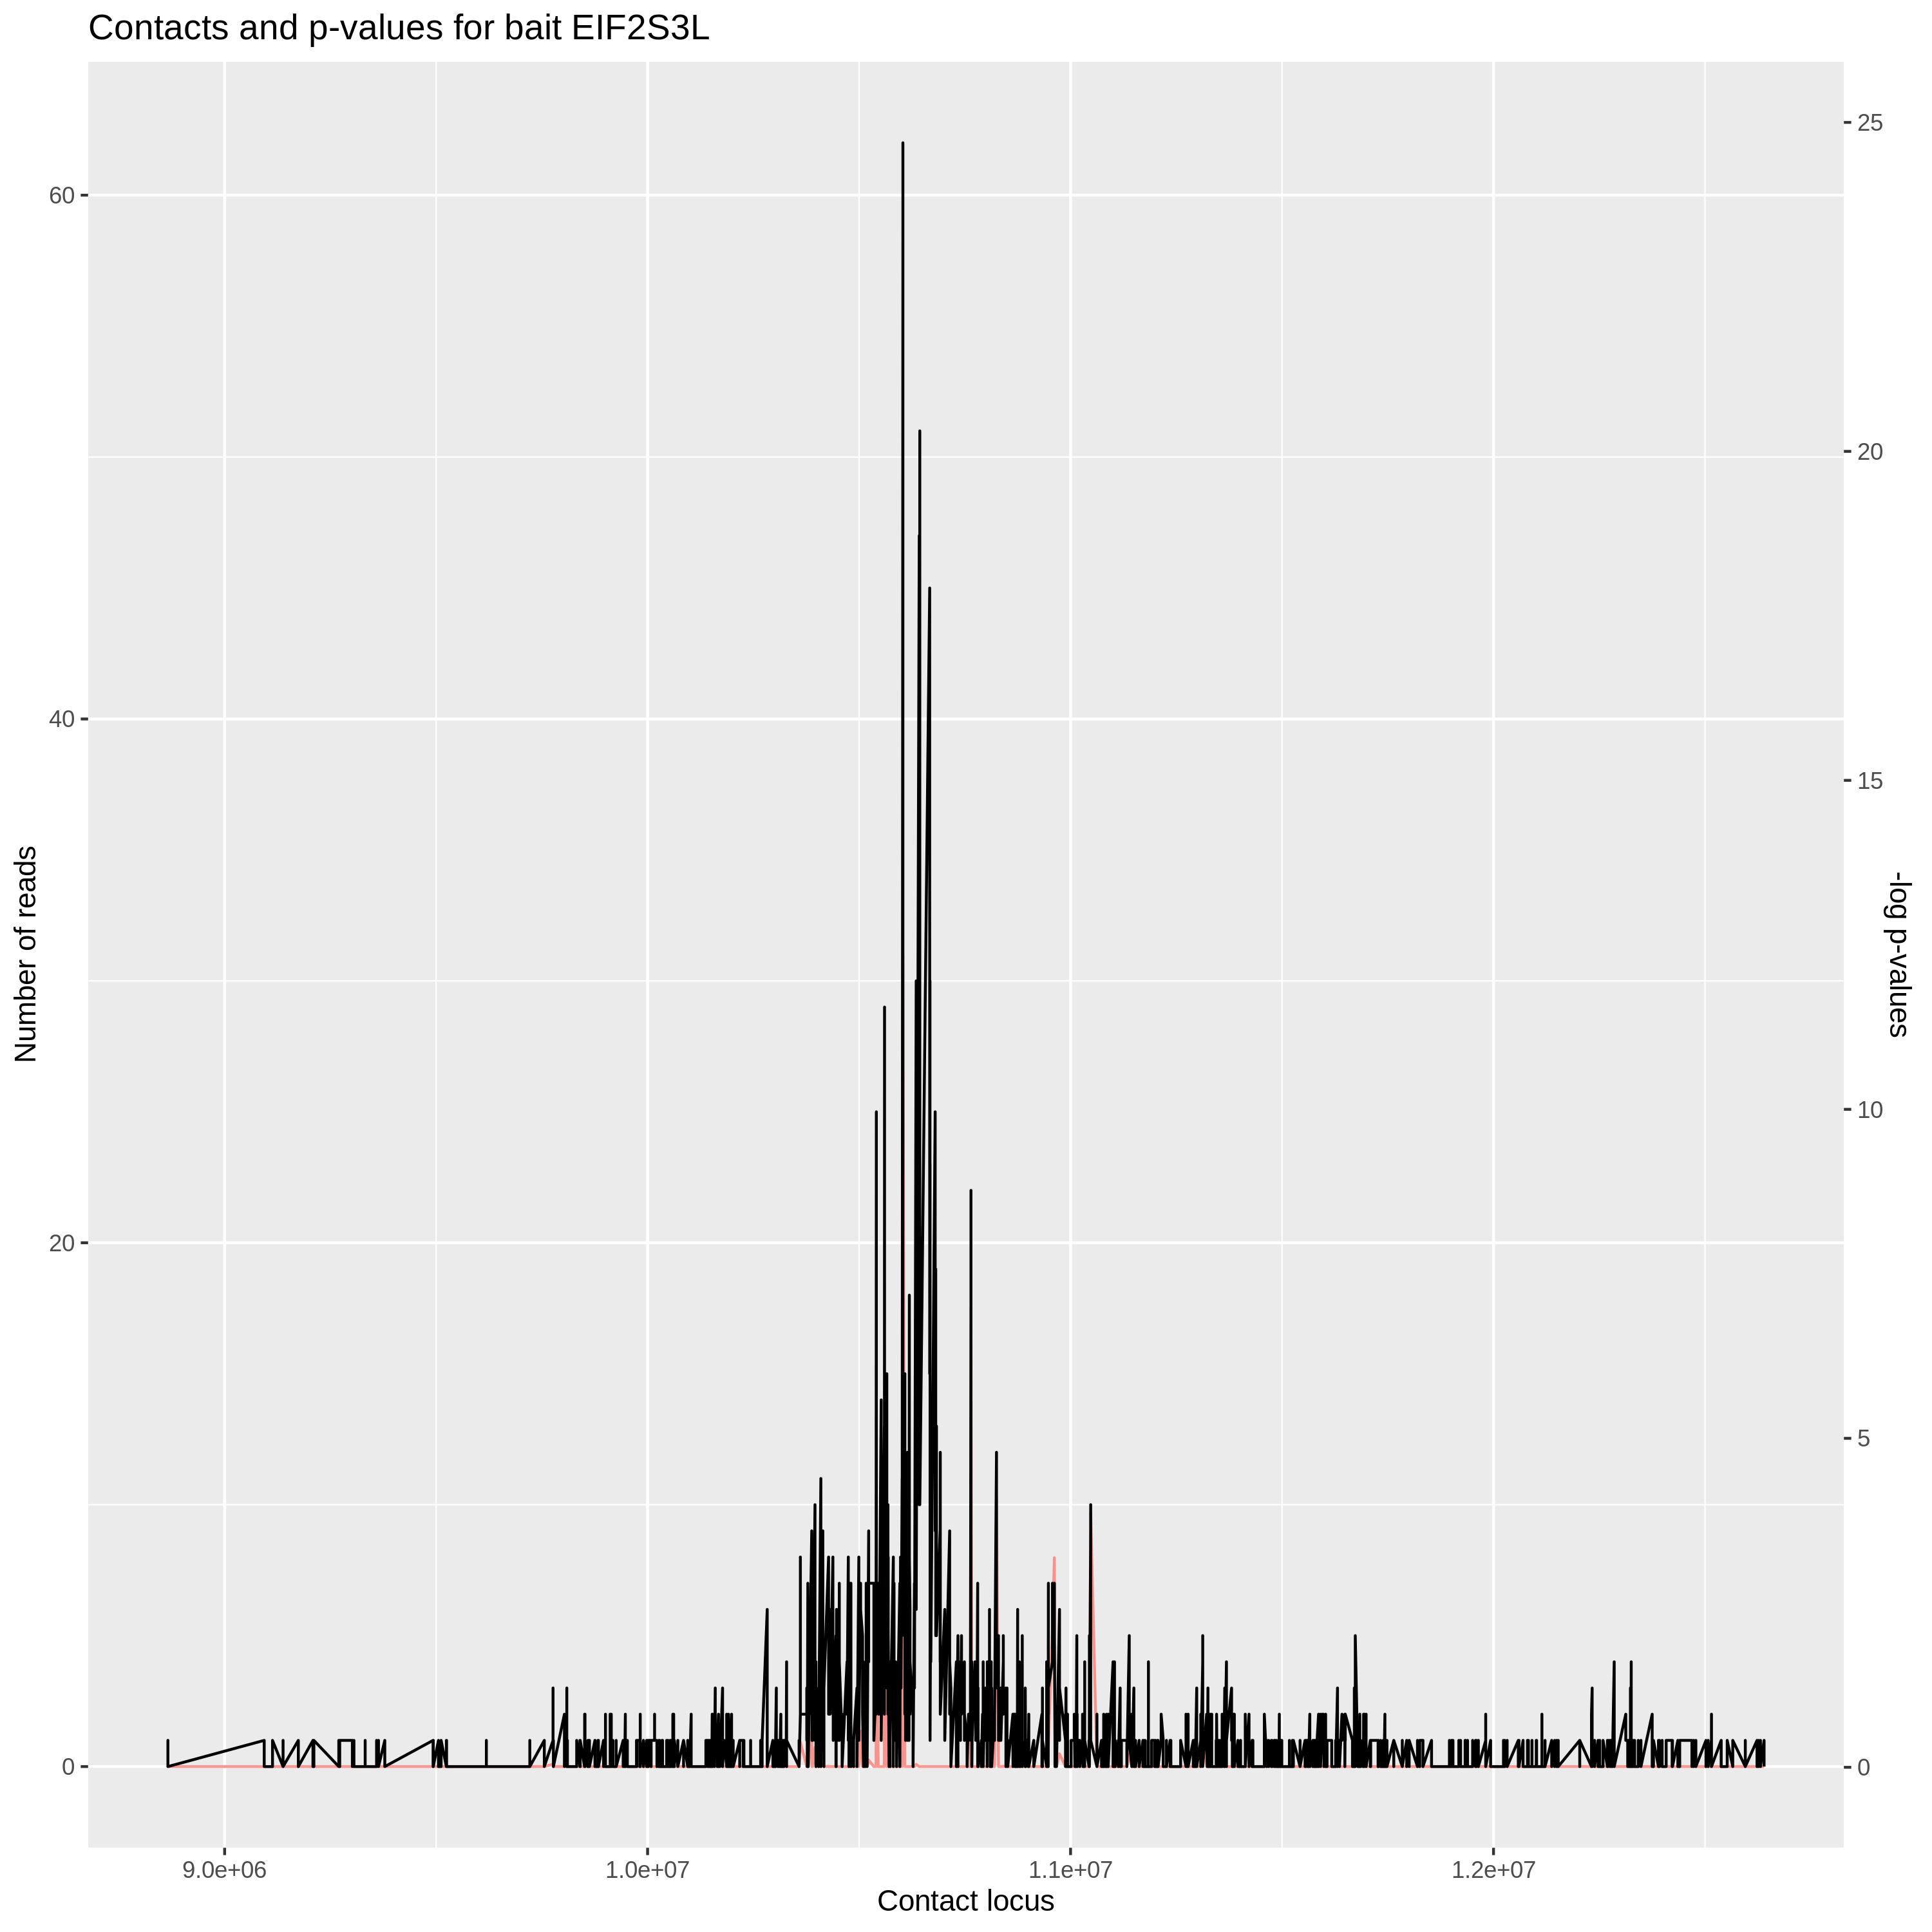 Contacts and p-values for bait EIF2S3L
60
40
20
0
Number of reads
25
20
15
10
5
0
-log p-values
9.0e+06
1.0e+07
1.1e+07
1.2e+07
Contact locus